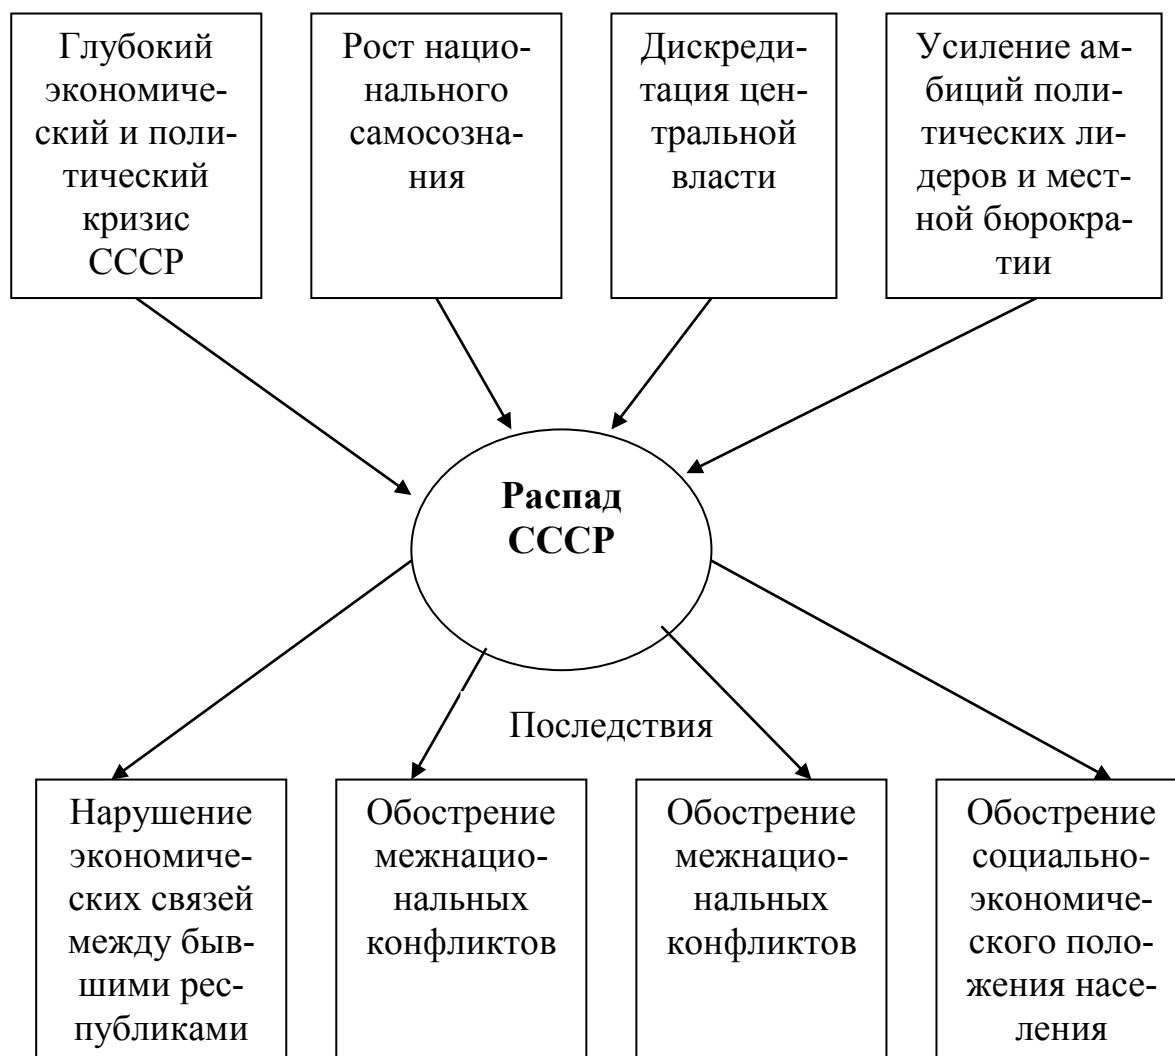 Глубокий
экономиче-
ский и поли-
тический
кризис
СССР
Рост нацио-
нального
самосозна-
ния
Дискреди-
тация цен-
тральной
власти
Усиление ам-
биций поли-
тических ли-
деров и мест-
ной бюрокра-
тии
Распад
СССР
Последствия
Нарушение
экономиче-
ских связей
между быв-
шими рес-
публиками
Обострение
межнацио-
нальных
конфликтов
Обострение
межнацио-
нальных
конфликтов
Обострение
социально-
экономиче-
ского поло-
жения насе-
ления